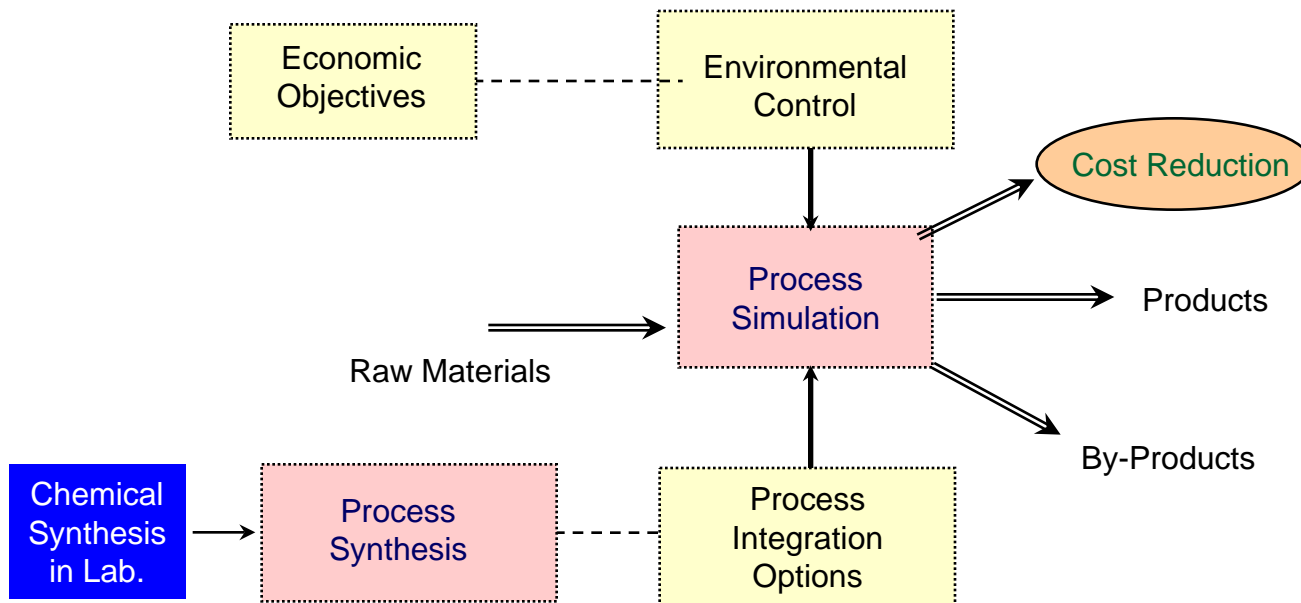 Economic
Objectives
Environmental
Control
Cost Reduction
Process
Simulation
Products
Raw Materials
By-Products
Chemical
Synthesis
in Lab.
Process
Synthesis
Process
Integration
Options